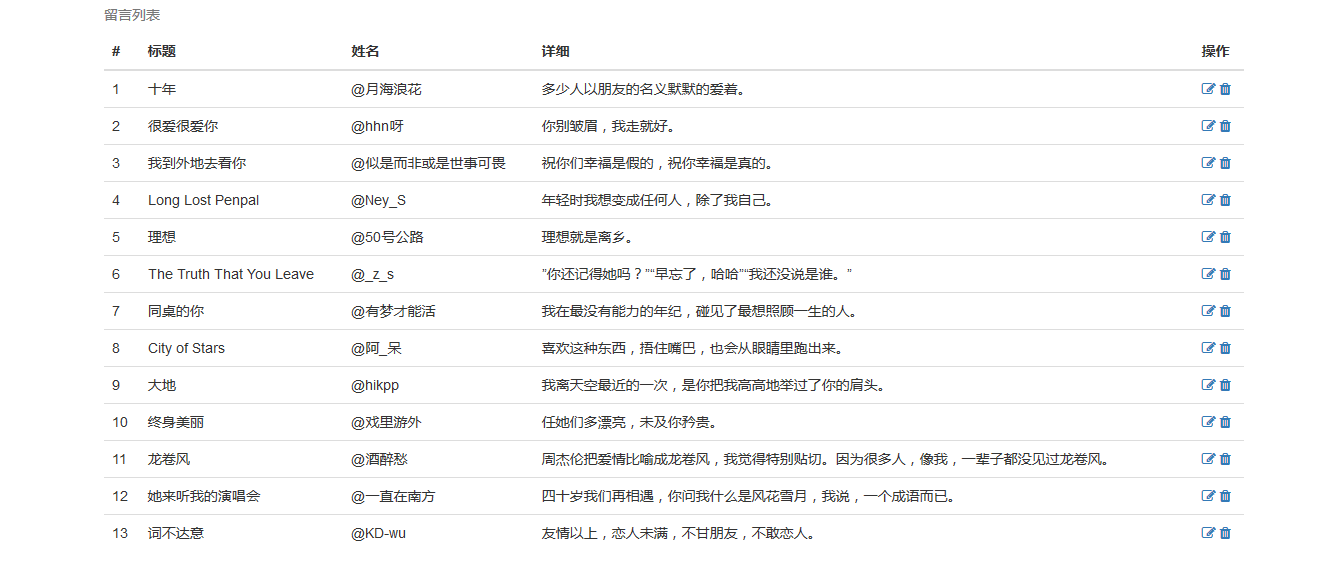 留言列表
# 标题 姓名 详细 操作
1 十年 @月海浪花 多少人以朋友的名义默默的爱着。
2 很爱很爱你 @hhn呀 你别皱眉，我走就好。
3 我到外地去看你 @似是而非或是世事可畏 祝你们幸福是假的，祝你幸福是真的。
4 Long Lost Penpal @Ney_S 年轻时我想变成任何人，除了我自己。
5 理想 @50号公路 理想就是离乡。
6 The Truth That You Leave @_z_s ”你还记得她吗？”“早忘了，哈哈”“我还没说是谁。”
7 同桌的你 @有梦才能活 我在最没有能力的年纪，碰见了最想照顾一生的人。
8 City of Stars @阿_呆 喜欢这种东西，捂住嘴巴，也会从眼睛里跑出来。
9 大地 @hikpp 我离天空最近的一次，是你把我高高地举过了你的肩头。
10 终身美丽 @戏里游外 任她们多漂亮，未及你矜贵。
11 龙卷风 @酒醉愁 周杰伦把爱情比喻成龙卷风，我觉得特别贴切。因为很多人，像我，一辈子都没见过龙卷风。
12 她来听我的演唱会 @一直在南方 四十岁我们再相遇，你问我什么是风花雪月，我说，一个成语而已。
13 词不达意 @KD-wu 友情以上，恋人未满，不甘朋友，不敢恋人。